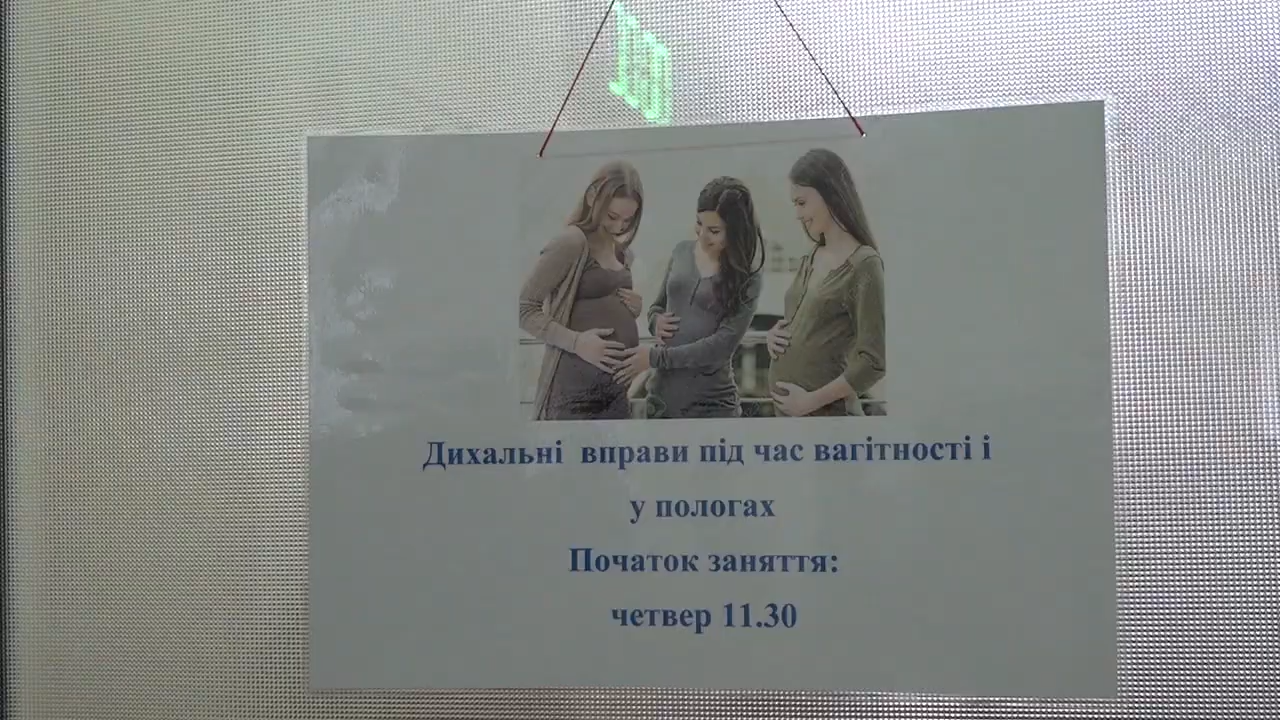 Дихальні вправи під час вагітності і
у пологах
Початок заняття:
четвер 11.30